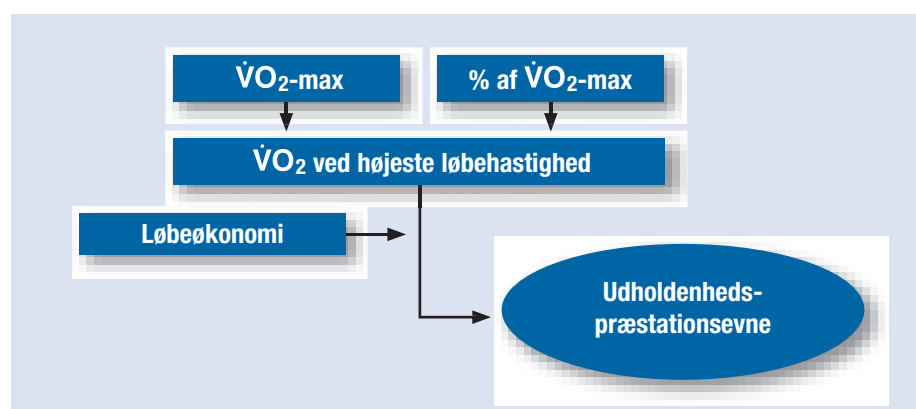 V̇O₂-max
% af V̇O₂-max
V̇O₂ ved højeste løbehastighed
Løbeøkonomi
Udholdenheds-
præstationsevne